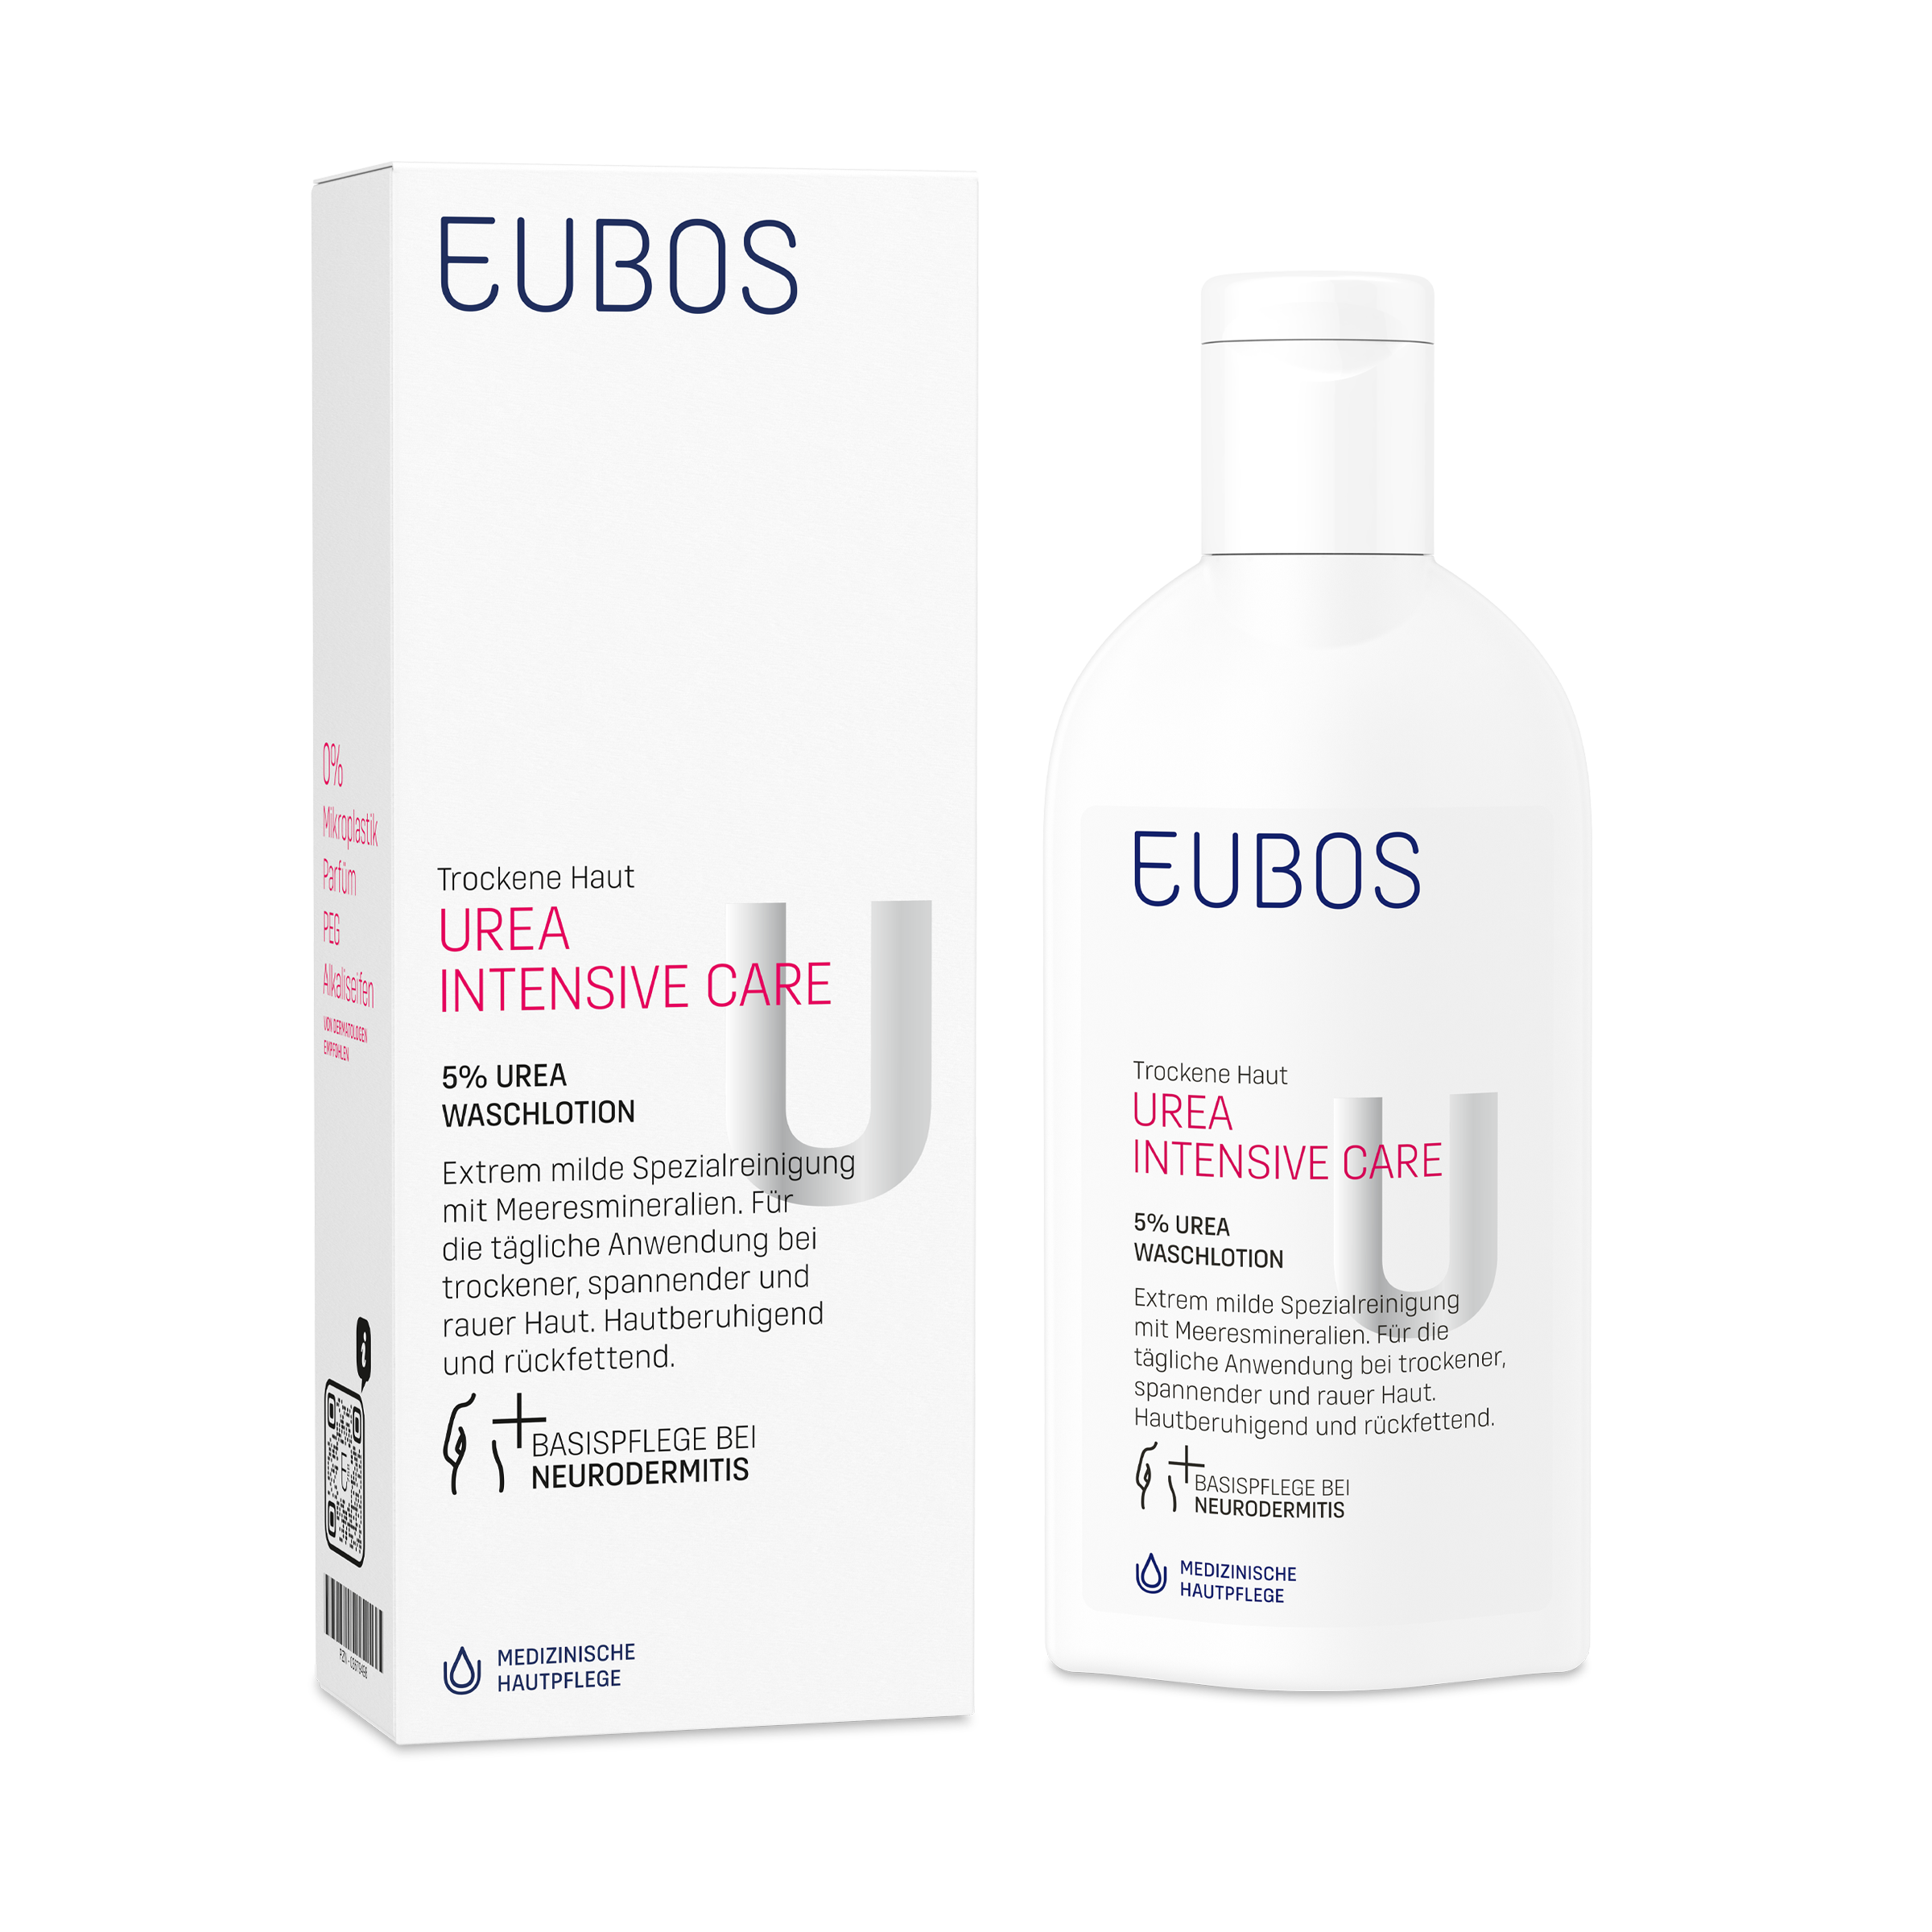 EUBOS
Trockene Haut
UREA
INTENSIVE CARE
5% UREA
WASCHLOTION
Extrem milde Spezialreinigung
mit Meeresmineralien. Für
die tägliche Anwendung bei
trockener, spannender und
rauer Haut. Hautberuhigend
und rückfettend.
BASISPFLEGE BEI
NEURODERMITIS
MEDIZINISCHE
HAUTPFLEGE
0%
Mikroplastik
Parfüm
PEG
Alkaliseifen
VON DERMATOLOGEN
EMPFOHLEN
U
EUBOS
Trockene Haut
UREA
INTENSIVE CARE
5% UREA
WASCHLOTION
Extrem milde Spezialreinigung
mit Meeresmineralien. Für die
tägliche Anwendung bei trockener,
spannender und rauer Haut.
Hautberuhigend und rückfettend.
BASISPFLEGE BEI
NEURODERMITIS
MEDIZINISCHE
HAUTPFLEGE
U